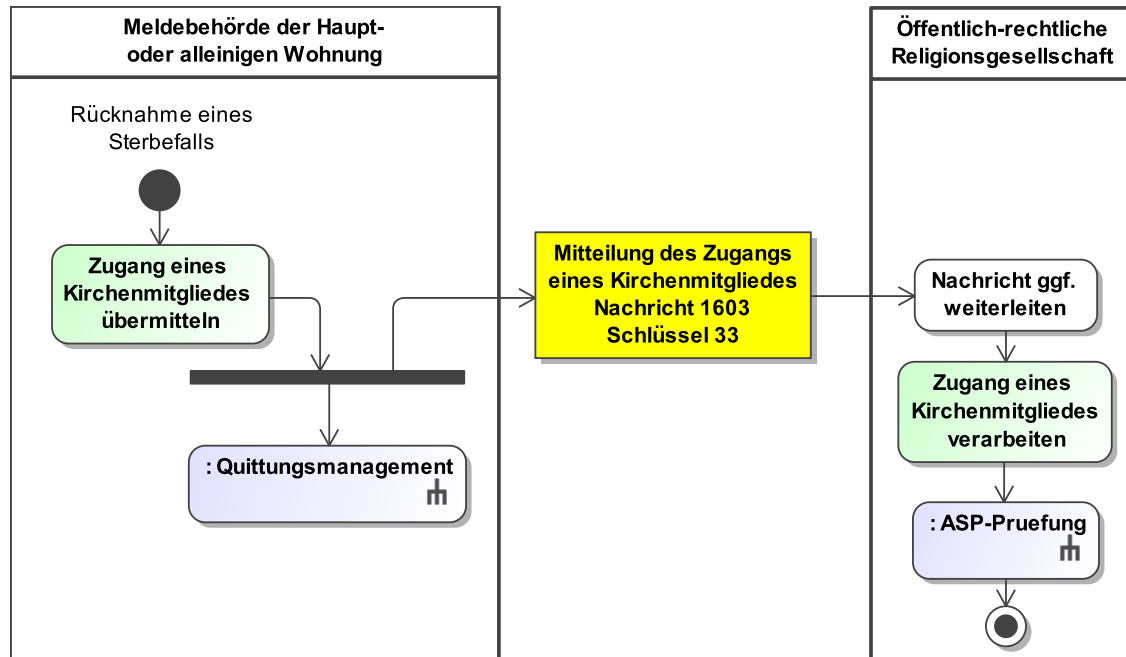 Meldebehörde der Haupt-
oder alleinigen Wohnung
Rücknahme eines
Sterbefalls
Zugang eines
Kirchenmitgliedes
übermitteln
: Quittungsmanagement
Mitteilung des Zugangs
eines Kirchenmitgliedes
Nachricht 1603
Schlüssel 33
Öffentlich-rechtliche
Religionsgesellschaft
Nachricht ggf.
weiterleiten
Zugang eines
Kirchenmitgliedes
verarbeiten
: ASP-Pruefung